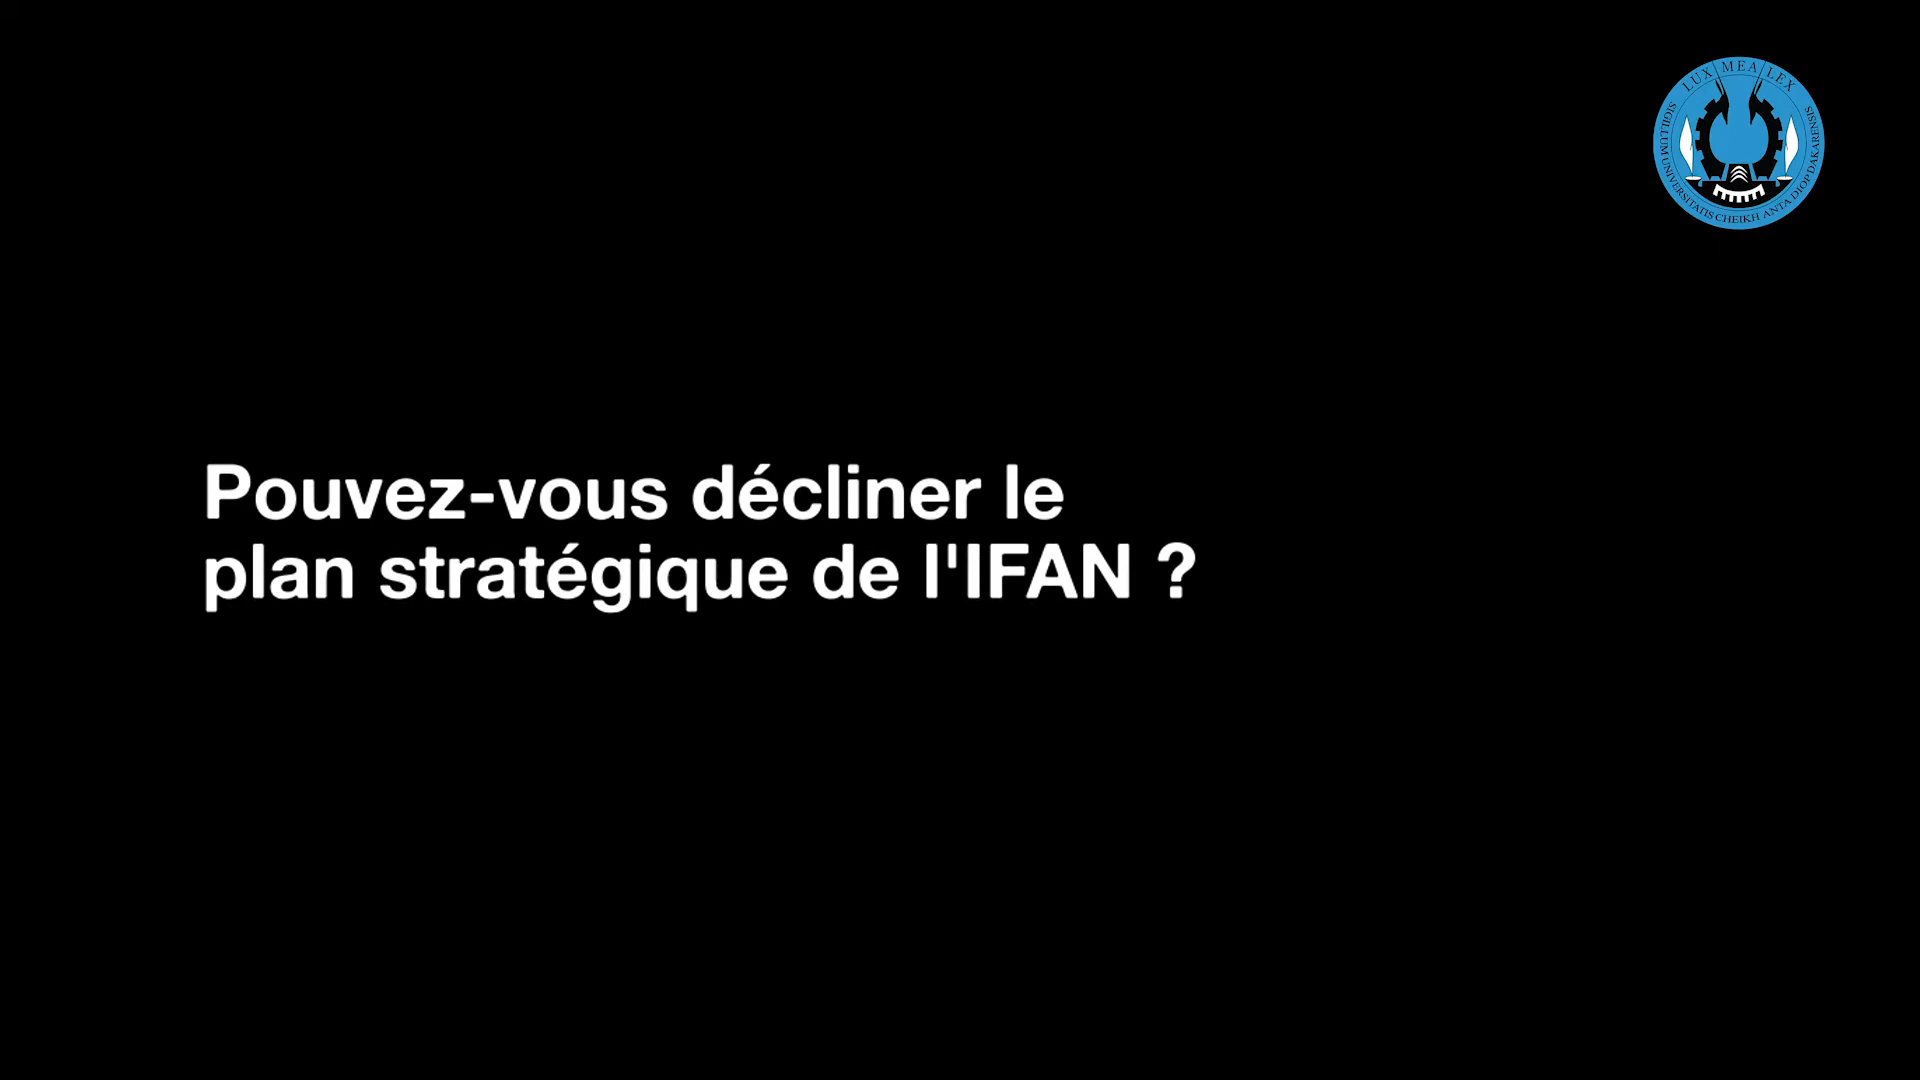 LUX MEA LEX
SIGILLUM UNIVERSITATIS CHEIKH ANTA DIOP DAKARENSIS
Pouvez-vous décliner le
plan stratégique de l'IFAN ?